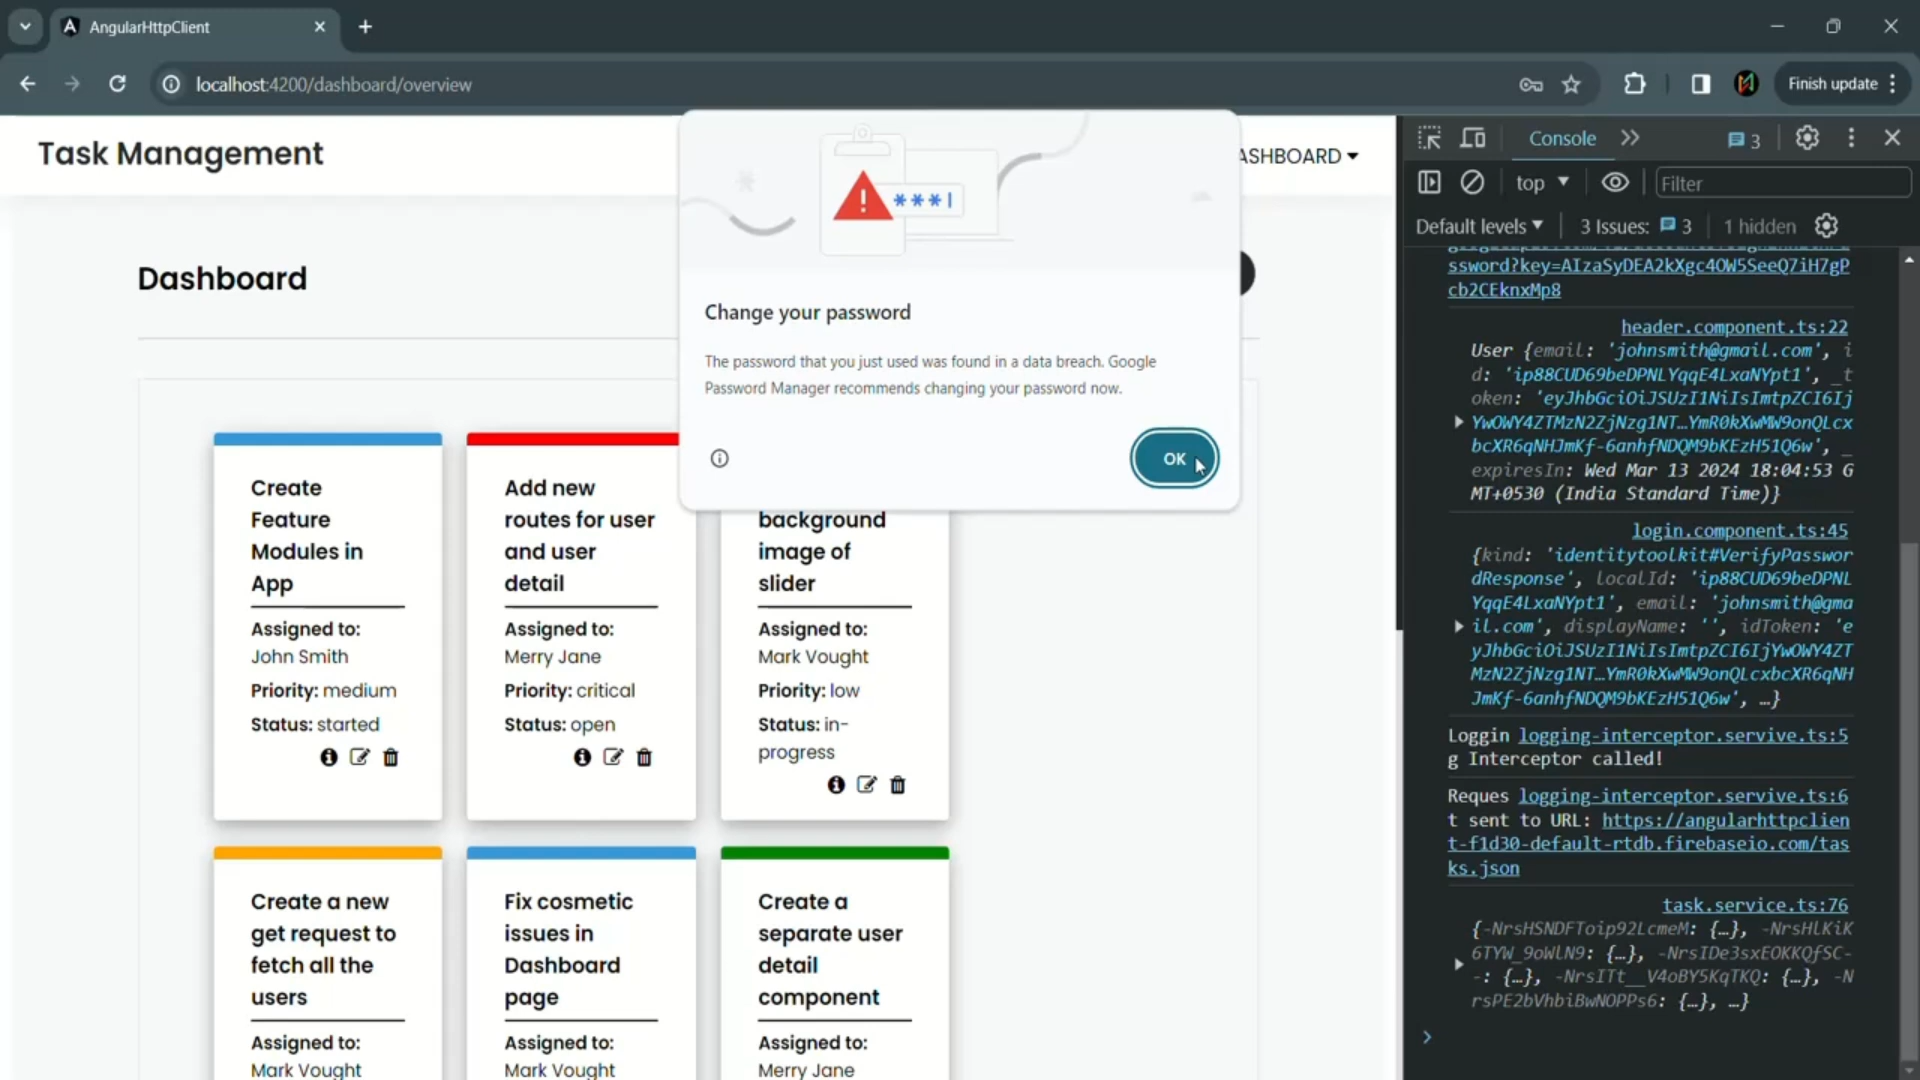 AngularHttpClient
localhost:4200/dashboard/overview
Finish update
Task Management
ASHBOARD
Dashboard
***
Change your password
The password that you just used was found in a data breach. Google
Password Manager recommends changing your password now.
OK
Create
Feature
Modules in
App
Assigned to:
John Smith
Priority: medium
Status: started
Add new
routes for user
and user
detail
Assigned to:
Merry Jane
Priority: critical
Status: open
background
image of
slider
Assigned to:
Mark Vought
Priority: low
Status: in-
progress
Create a new
get request to
fetch all the
users
Assigned to:
Mark Vought
Fix cosmetic
issues in
Dashboard
page
Assigned to:
Mark Vought
Create a
separate user
detail
component
Assigned to:
Merry Jane
Console
3
top
Filter
Default levels
3 Issues: 3
1 hidden
ssword?key=AIzaSyDEA2kXgc4OW5SeeQ7iH7gP
cb2CEknxMp8
header.component.ts:22
User {email: 'johnsmith@gmail.com', i
d: 'ip88CUD69beDPNLYqqE4LxaNYpt1', _t
oken: 'eyJhbGciOiJSUzI1NiIsImtpZCI6Ij
YwOWY4ZTMzN2ZjNzg1NT…YmR0kXwMW9onQLcx
bcXR6qNHJmKf-6anhfNDQM9bKEzH51Q6w', _
expiresIn: Wed Mar 13 2024 18:04:53 G
MT+0530 (India Standard Time)}
login.component.ts:45
{kind: 'identitytoolkit#VerifyPasswor
dResponse', localId: 'ip88CUD69beDPNL
YqqE4LxaNYpt1', email: 'johnsmith@gma
il.com', displayName: '', idToken: 'e
yJhbGciOiJSUzI1NiIsImtpZCI6IjYwOWY4ZT
MzN2ZjNzg1NT…YmR0kXwMW9onQLcxbcXR6qNH
JmKf-6anhfNDQM9bKEzH51Q6w', …}
Loggin logging-interceptor.servive.ts:5
g Interceptor called!
Reques logging-interceptor.servive.ts:6
t sent to URL: https://angularhttpclien
t-f1d30-default-rtdb.firebaseio.com/tas
ks.json
task.service.ts:76
{-NrsHSNDFToip92LcmeM: {…}, -NrsHlKiK
6TYW_9oWlN9: {…}, -NrsIDe3sxEOKKQfSC-
-: {…}, -NrsITt__V4oBY5KqTKQ: {…}, -N
rsPE2bVhbiBwNOPPs6: {…}, …}